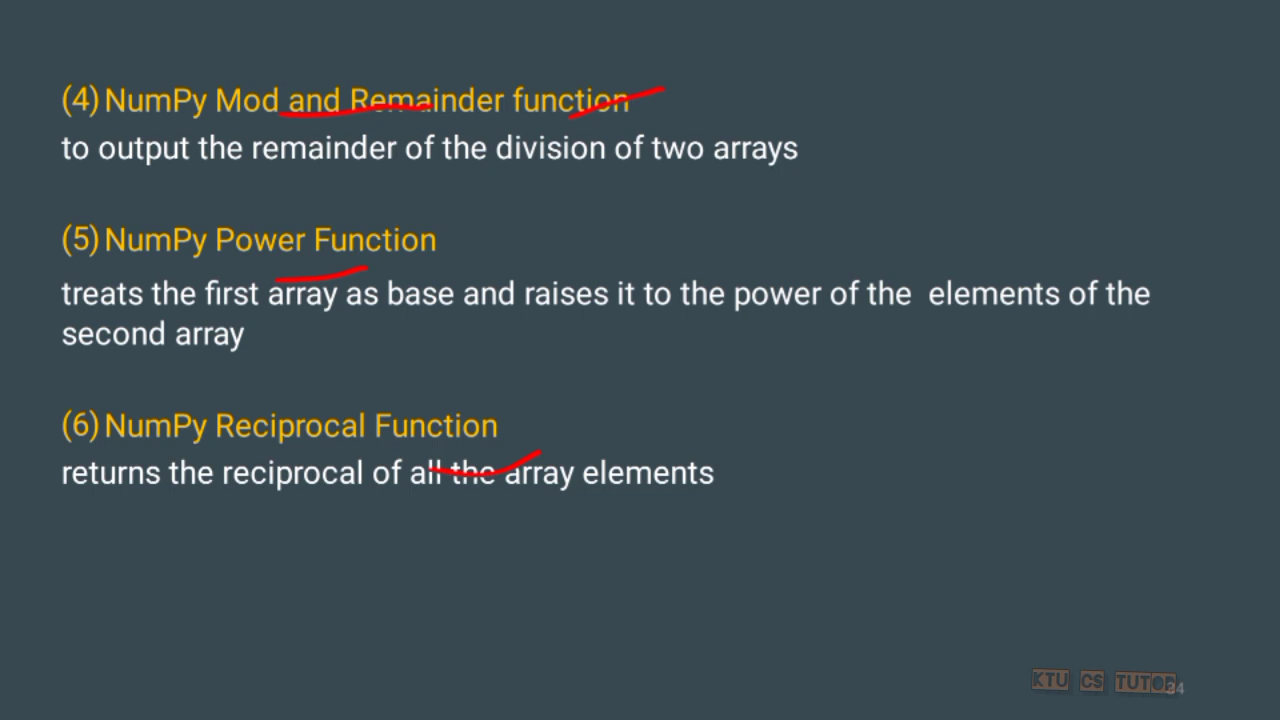 (4) NumPy Mod and Remainder function
to output the remainder of the division of two arrays
(5) NumPy Power Function
treats the first array as base and raises it to the power of the elements of the
second array
(6) NumPy Reciprocal Function
returns the reciprocal of all the array elements
KTU CS TUTOR
24